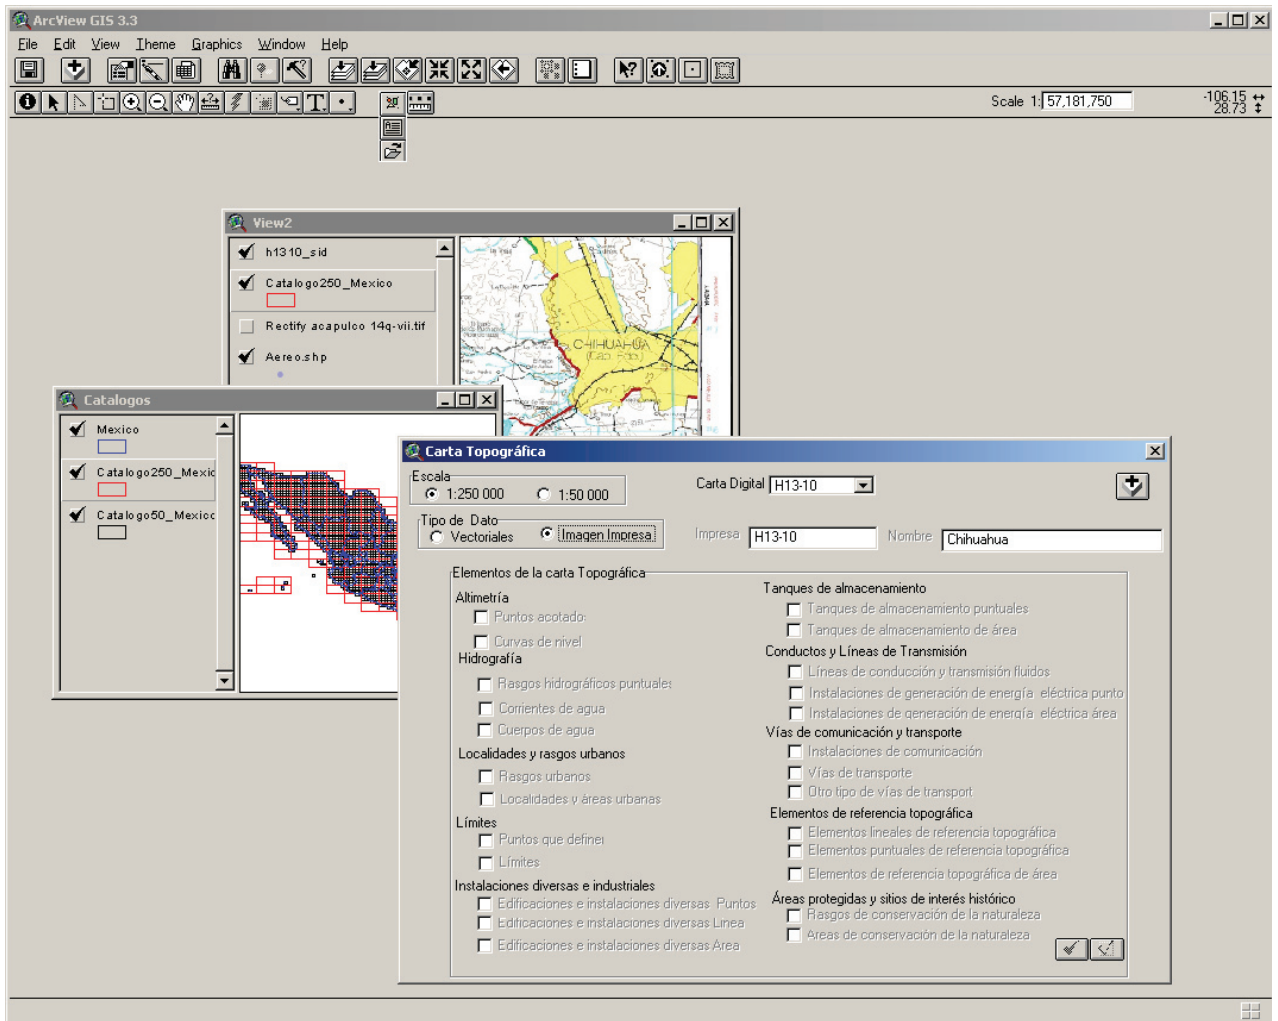 ArcView GIS 3.3
File Edit View Theme Graphics Window Help
Scale 1: 57,181,750
-106.15
28.73
View2
h1310_sid
Catalogo250_Mexico
Rectify acapulco 14q-vii.tif
Aereo.shp
CHIHUAHUA
(Cap. Edo.)
Catalogos
Mexico
Catalogo250_Mexic
Catalogo50_Mexicc
Carta Topográfica
Escala
1:250 000 1:50 000
Carta Digital H13-10
Tipo de Dato
Vectoriales Imagen Impresa
Impresa H13-10 Nombre Chihuahua
Elementos de la carta Topográfica
Altimetría
Puntos acotado
Curvas de nivel
Hidrografía
Rasgos hidrográficos puntuales
Corrientes de agua
Cuerpos de agua
Localidades y rasgos urbanos
Rasgos urbanos
Localidades y áreas urbanas
Límites
Puntos que definer
Límites
Instalaciones diversas e industriales
Edificaciones e instalaciones diversas Puntos
Edificaciones e instalaciones diversas Linea
Edificaciones e instalaciones diversas Area
Tanques de almacenamiento
Tanques de almacenamiento puntuales
Tanques de almacenamiento de área
Conductos y Líneas de Transmisión
Líneas de conducción y transmisión fluidos
Instalaciones de generación de energía eléctrica punto
Instalaciones de generación de energía eléctrica área
Vías de comunicación y transporte
Instalaciones de comunicación
Vías de transporte
Otro tipo de vías de transport
Elementos de referencia topográfica
Elementos lineales de referencia topográfica
Elementos puntuales de referencia topográfica
Elementos de referencia topográfica de área
Áreas protegidas y sitios de interés histórico
Rasgos de conservación de la naturaleza
Areas de conservación de la naturaleza